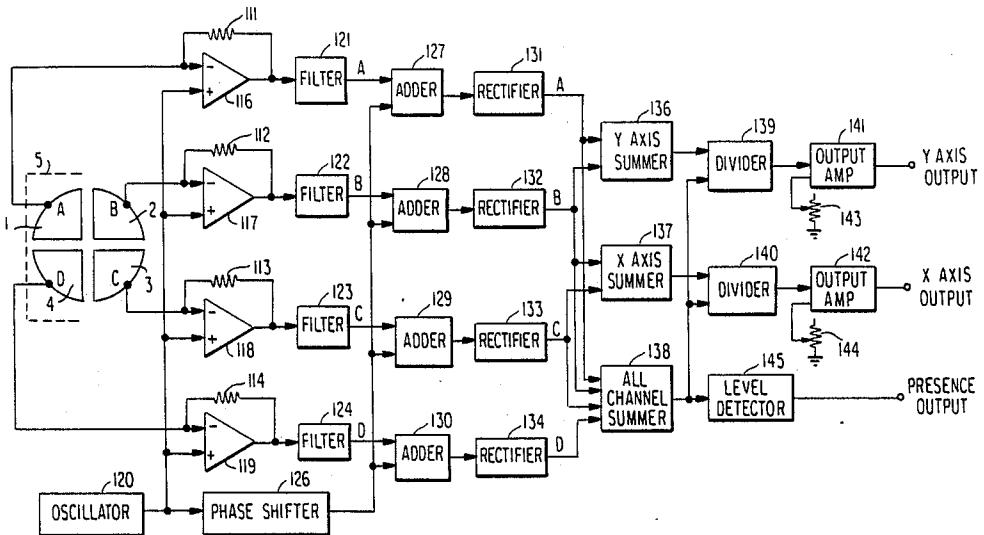 111
116
121
FILTER
A
127
ADDER
131
RECTIFIER
A
112
117
122
FILTER
B
128
ADDER
132
RECTIFIER
B
136
Y AXIS
SUMMER
139
DIVIDER
141
OUTPUT
AMP
143
Y AXIS
OUTPUT
5
A
B
1
2
D
C
4
3
113
118
123
FILTER
C
129
ADDER
133
RECTIFIER
C
137
X AXIS
SUMMER
140
DIVIDER
142
OUTPUT
AMP
144
X AXIS
OUTPUT
114
119
124
FILTER
D
130
ADDER
134
RECTIFIER
D
138
ALL
CHANNEL
SUMMER
145
LEVEL
DETECTOR
PRESENCE
OUTPUT
120
OSCILLATOR
126
PHASE SHIFTER
- +
- +
- +
- +